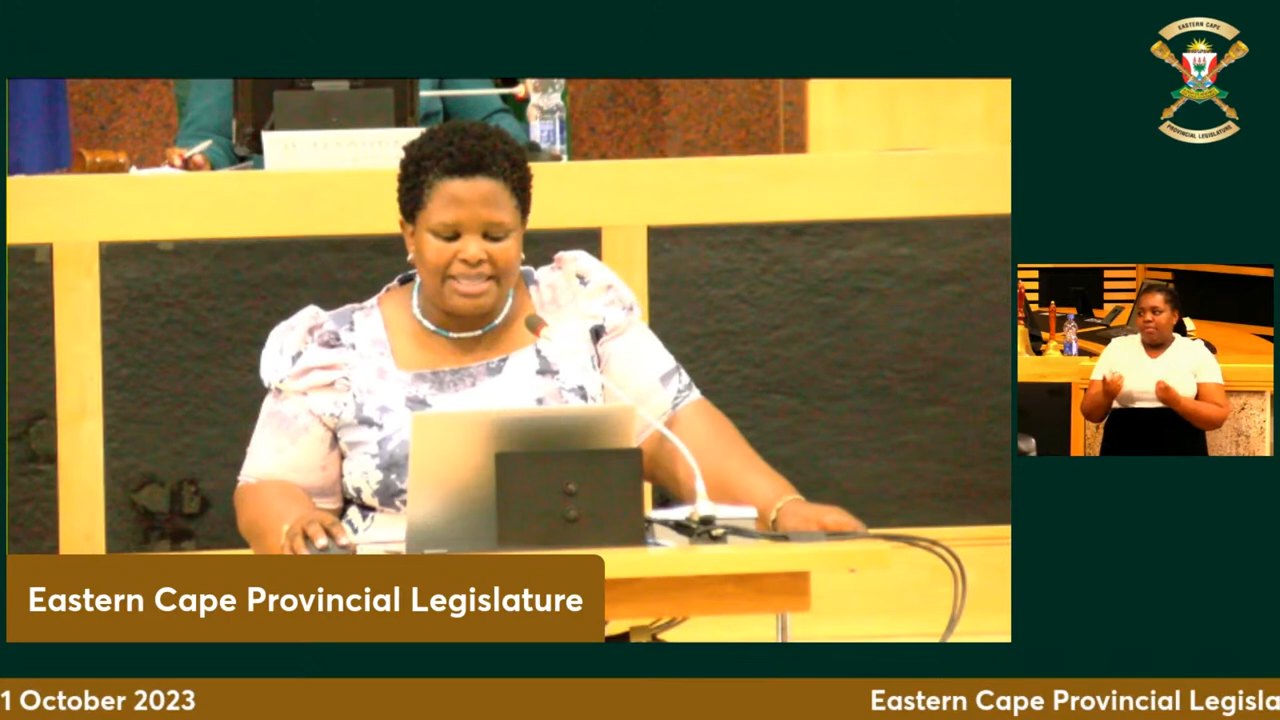 EASTERN CAPE
PROVINCIAL LEGISLATURE
Eastern Cape Provincial Legislature
1 October 2023
Eastern Cape Provincial Legisla